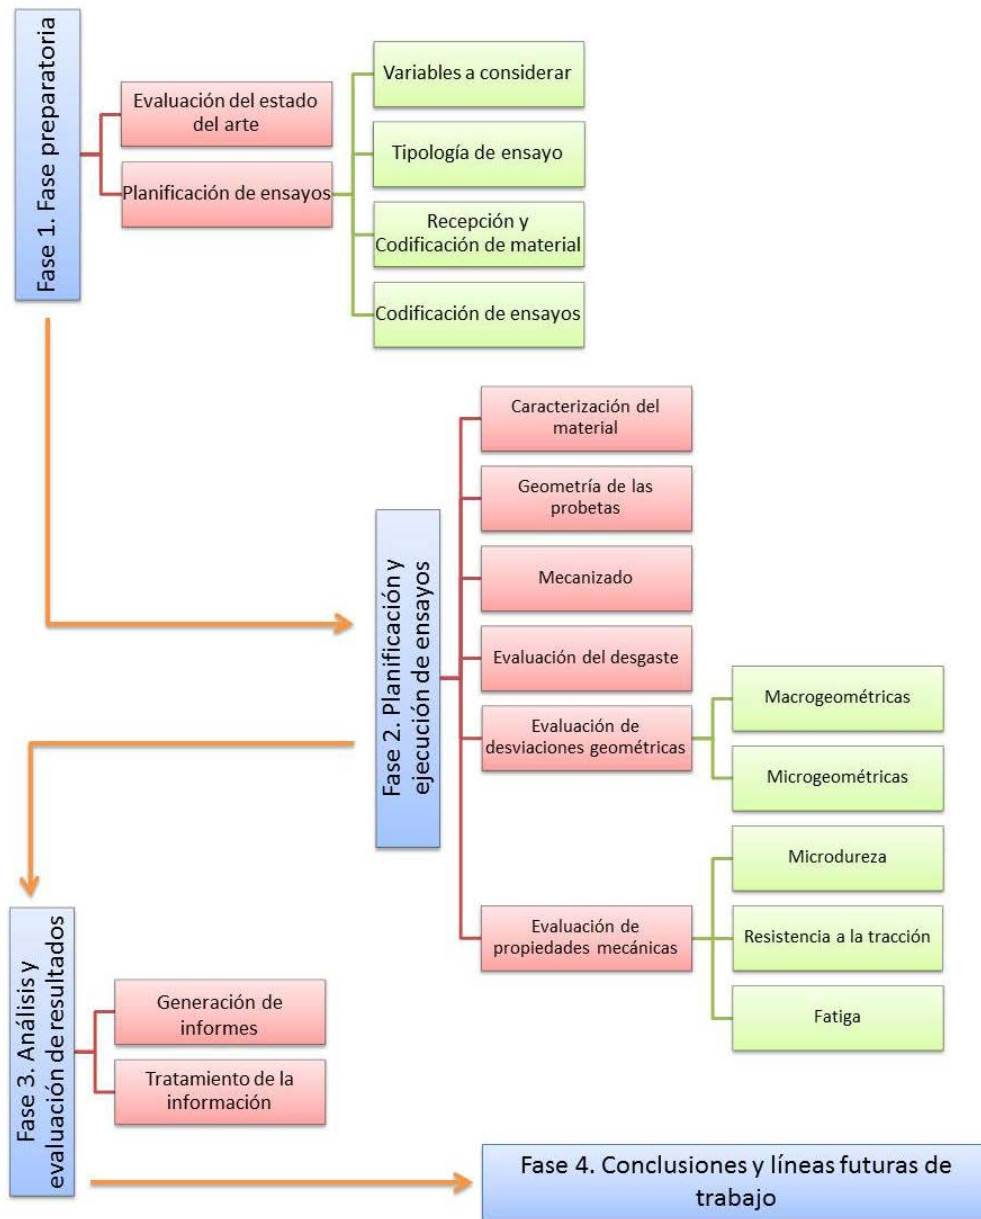 Fase 1. Fase preparatoria
Evaluación del estado
del arte
Planificación de ensayos
Variables a considerar
Tipología de ensayo
Recepción y
Codificación de material
Codificación de ensayos
Fase 2. Planificación y
ejecución de ensayos
Caracterización del
material
Geometría de las
probetas
Mecanizado
Evaluación del desgaste
Evaluación de
desviaciones geométricas
Macrogeométricas
Microgeométricas
Evaluación de
propiedades mecánicas
Microdureza
Resistencia a la tracción
Fatiga
Fase 3. Análisis y
evaluación de resultados
Generación de
informes
Tratamiento de la
información
Fase 4. Conclusiones y líneas futuras de
trabajo